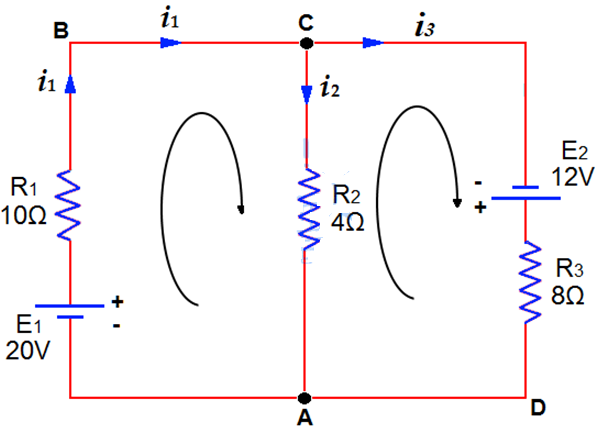 B
i1
C
i3
i1
i2
R1
10Ω
R2
4Ω
E2
12V
-
+
R3
8Ω
+
-
E1
20V
A
D